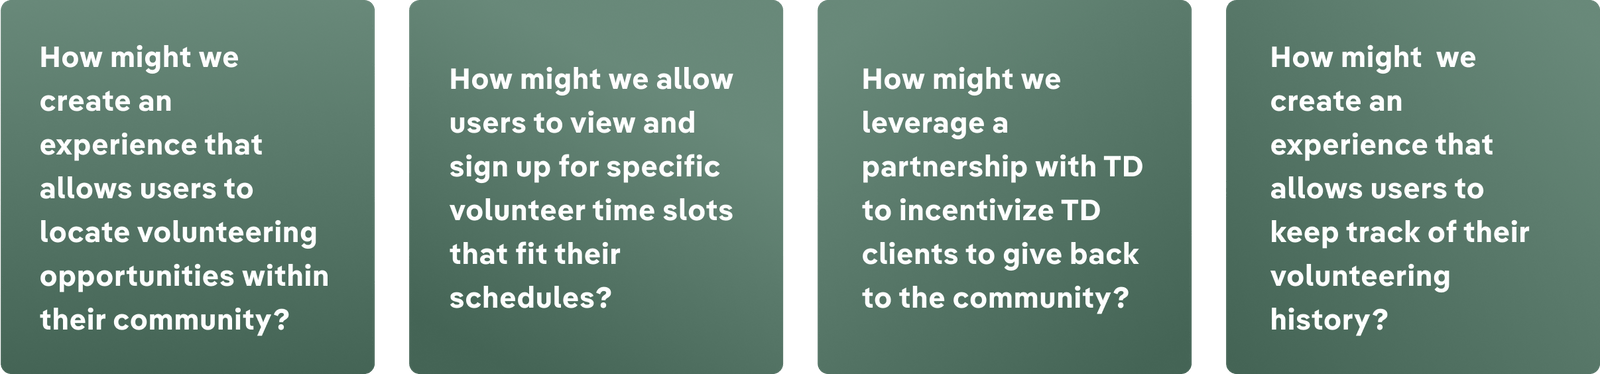 How might we
create an
experience that
allows users to
locate volunteering
opportunities within
their community?
How might we allow
users to view and
sign up for specific
volunteer time slots
that fit their
schedules?
How might we
leverage a
partnership with TD
to incentivize TD
clients to give back
to the community?
How might  we
create an
experience that
allows users to
keep track of their
volunteering
history?